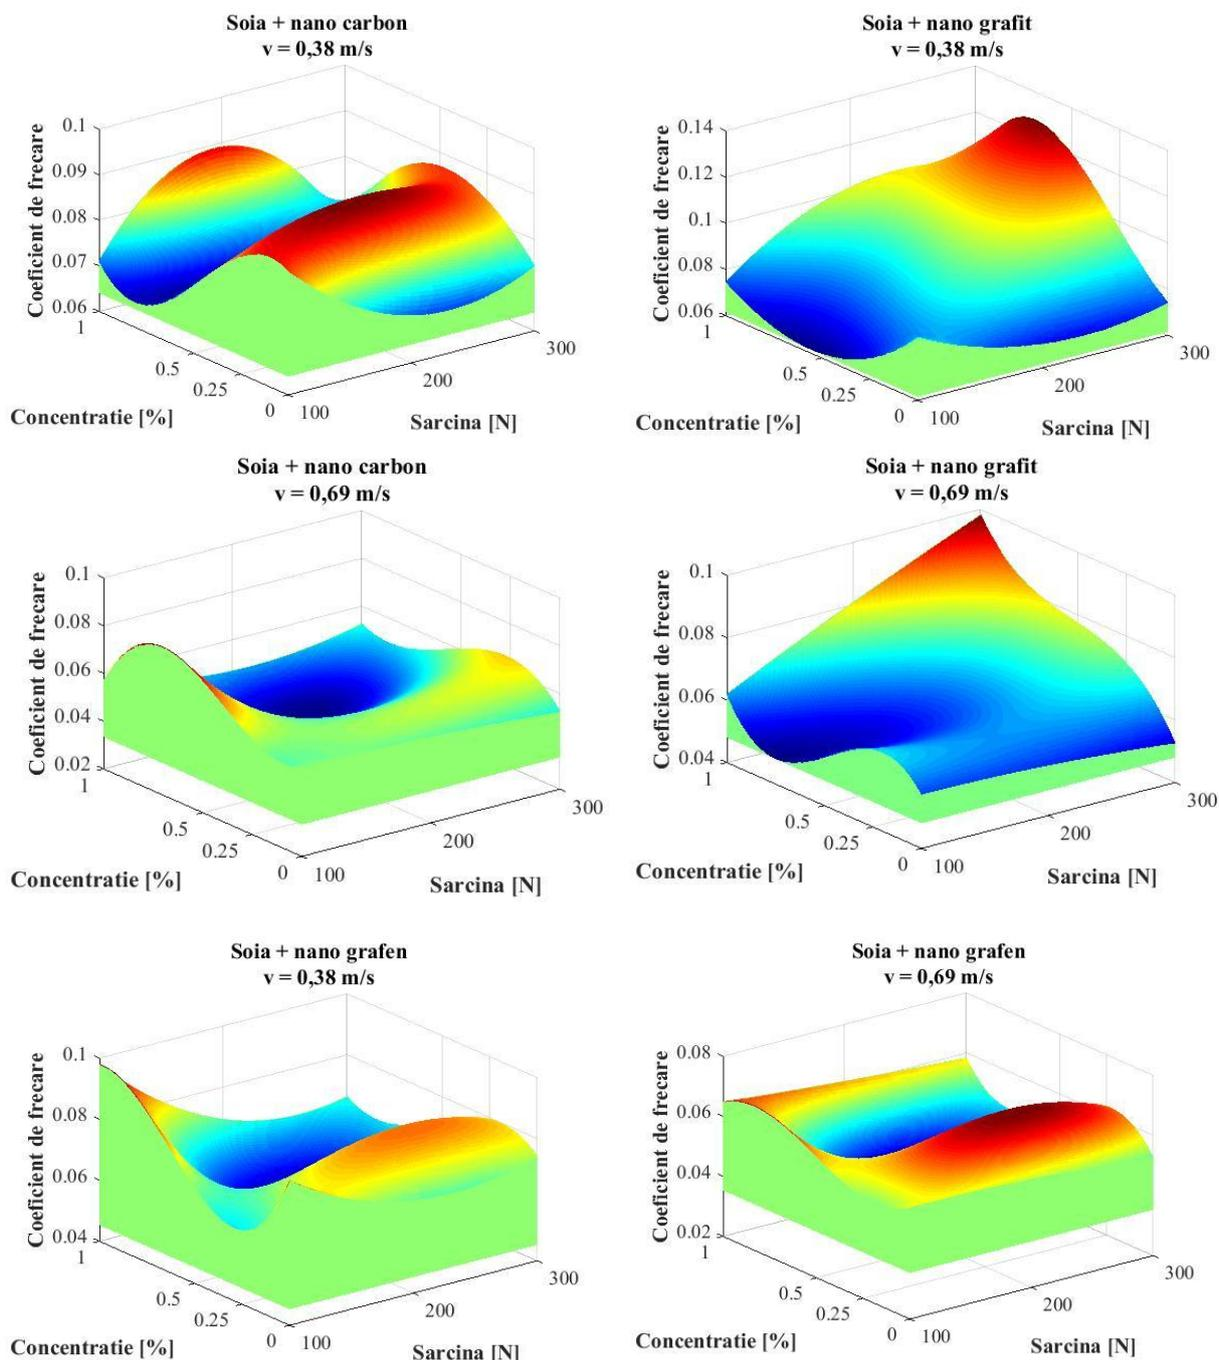 Soia + nano carbon
v = 0,38 m/s
Coeficient de frecare
0.1
0.09
0.08
0.07
0.06
1
0.5
0.25
0
100
200
300
Concentratie [%]
Sarcina [N]
Soia + nano grafit
v = 0,38 m/s
Coeficient de frecare
0.14
0.12
0.1
0.08
0.06
1
0.5
0.25
0
100
200
300
Concentratie [%]
Sarcina [N]
Soia + nano carbon
v = 0,69 m/s
Coeficient de frecare
0.1
0.08
0.06
0.04
0.02
1
0.5
0.25
0
100
200
300
Concentratie [%]
Sarcina [N]
Soia + nano grafit
v = 0,69 m/s
Coeficient de frecare
0.1
0.08
0.06
0.04
1
0.5
0.25
0
100
200
300
Concentratie [%]
Sarcina [N]
Soia + nano grafen
v = 0,38 m/s
Coeficient de frecare
0.1
0.08
0.06
0.04
1
0.5
0.25
0
100
200
300
Concentratie [%]
Sarcina [N]
Soia + nano grafen
v = 0,69 m/s
Coeficient de frecare
0.08
0.06
0.04
0.02
1
0.5
0.25
0
100
200
300
Concentratie [%]
Sarcina [N]